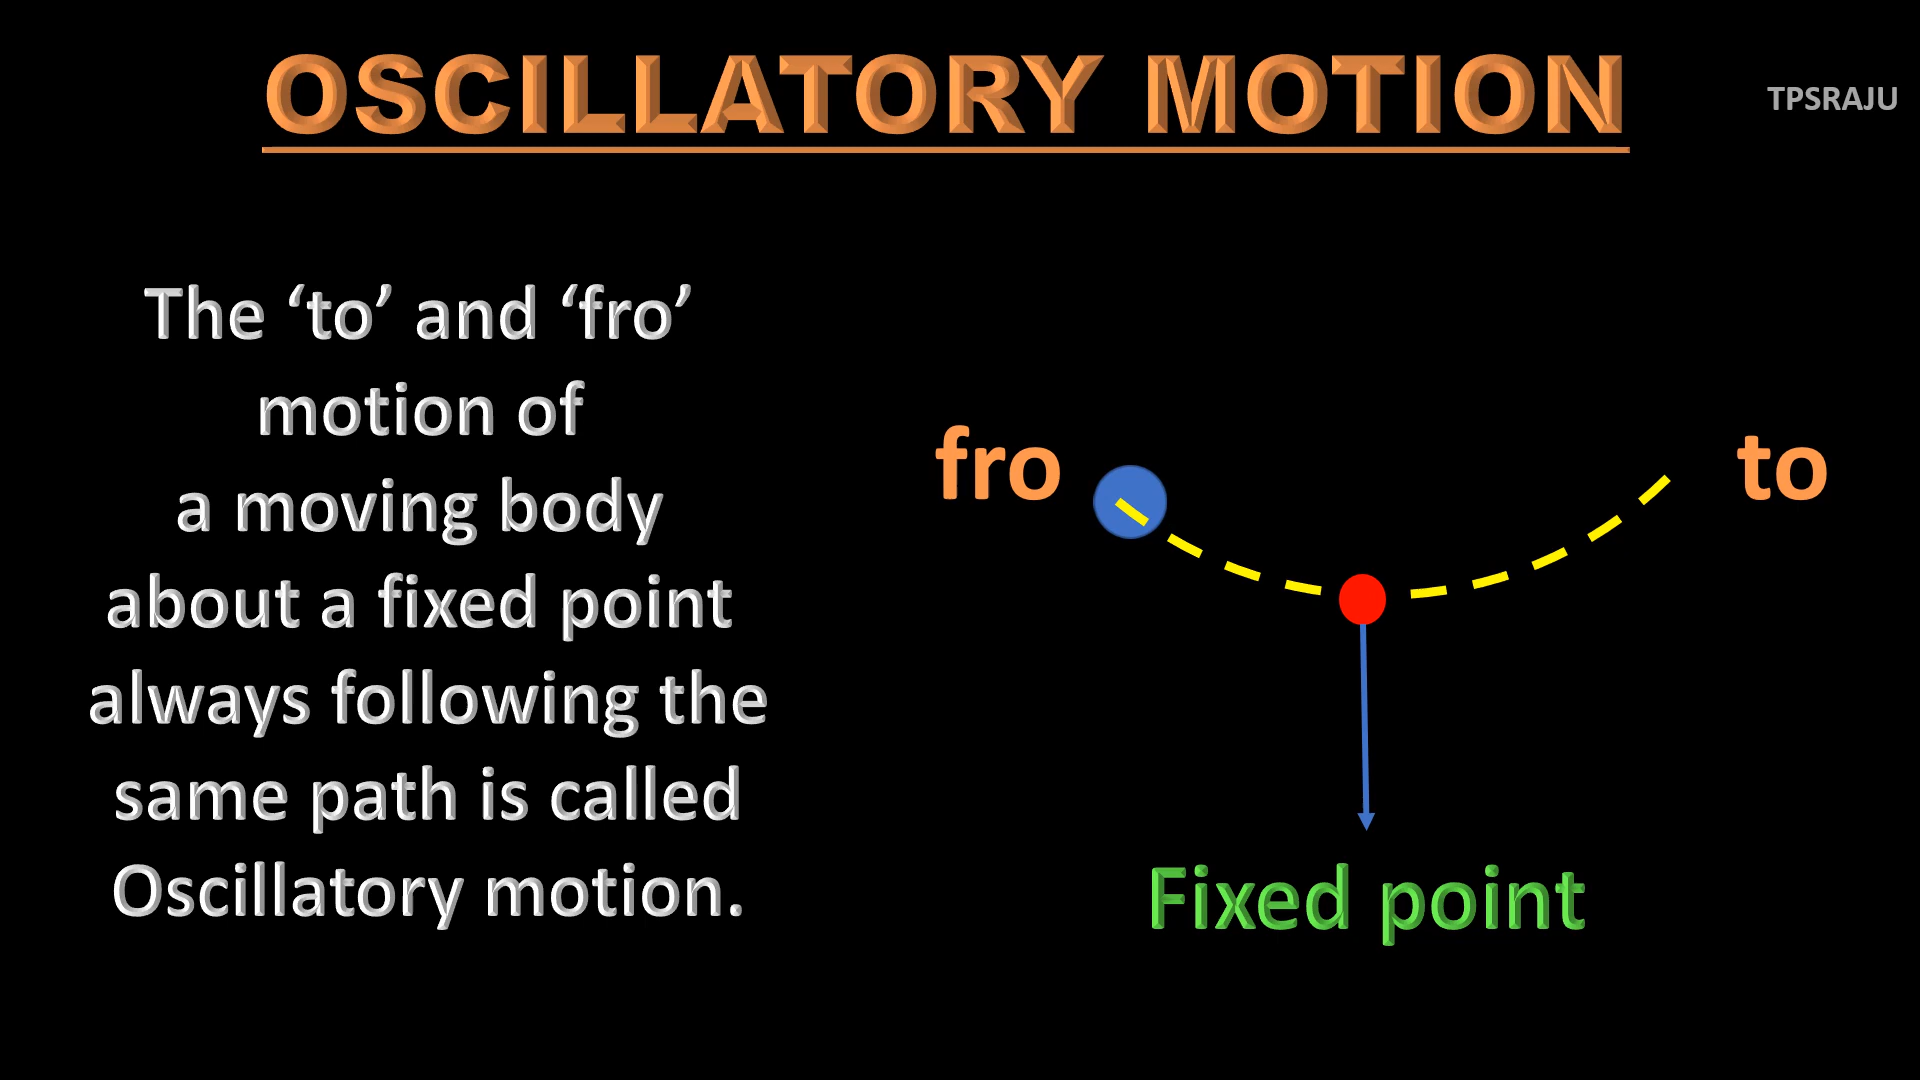 OSCILLATORY MOTION
TPSRAJU
The ‘to’ and ‘fro’
motion of
a moving body
about a fixed point
always following the
same path is called
Oscillatory motion.
fro
to
Fixed point